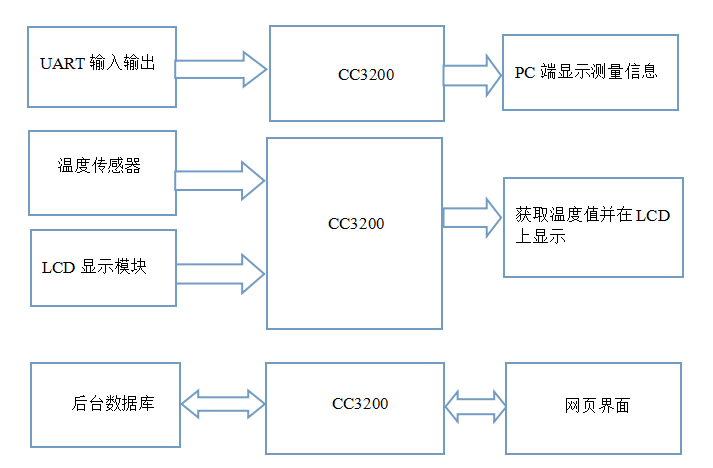 UART 输入输出
CC3200
PC 端显示测量信息
温度传感器
LCD 显示模块
CC3200
获取温度值并在 LCD
上显示
后台数据库
CC3200
网页界面